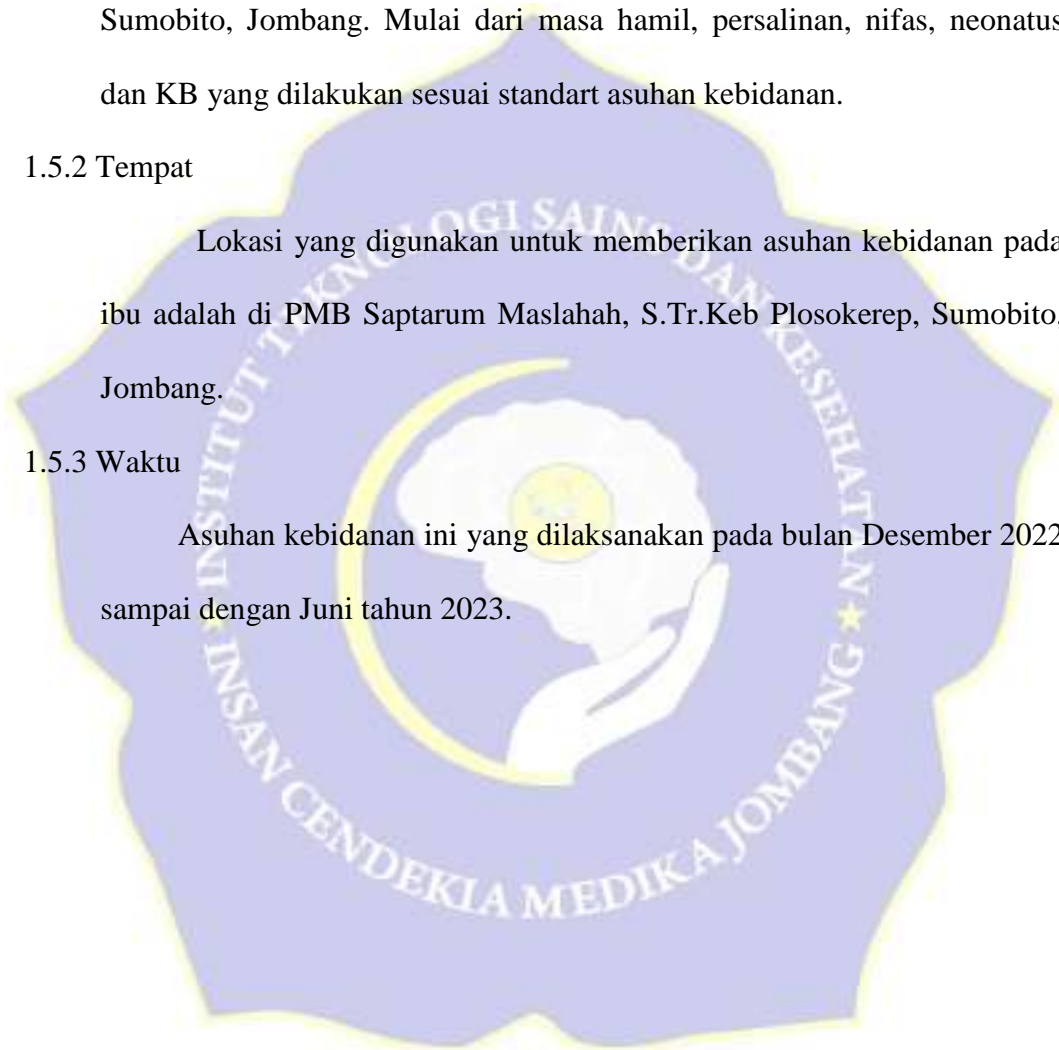 Sumobito, Jombang. Mulai dari masa hamil, persalinan, nifas, neonatus
dan KB yang dilakukan sesuai standart asuhan kebidanan.
1.5.2 Tempat
Lokasi yang digunakan untuk memberikan asuhan kebidanan pada
ibu adalah di PMB Saptarum Maslahah, S.Tr.Keb Plosokerep, Sumobito,
Jombang.
1.5.3 Waktu
Asuhan kebidanan ini yang dilaksanakan pada bulan Desember 2022
sampai dengan Juni tahun 2023.
INSTITUT TEKNOLOGI SAINS DAN KESEHATAN
INSAN CENDEKIA MEDIKA JOMBANG